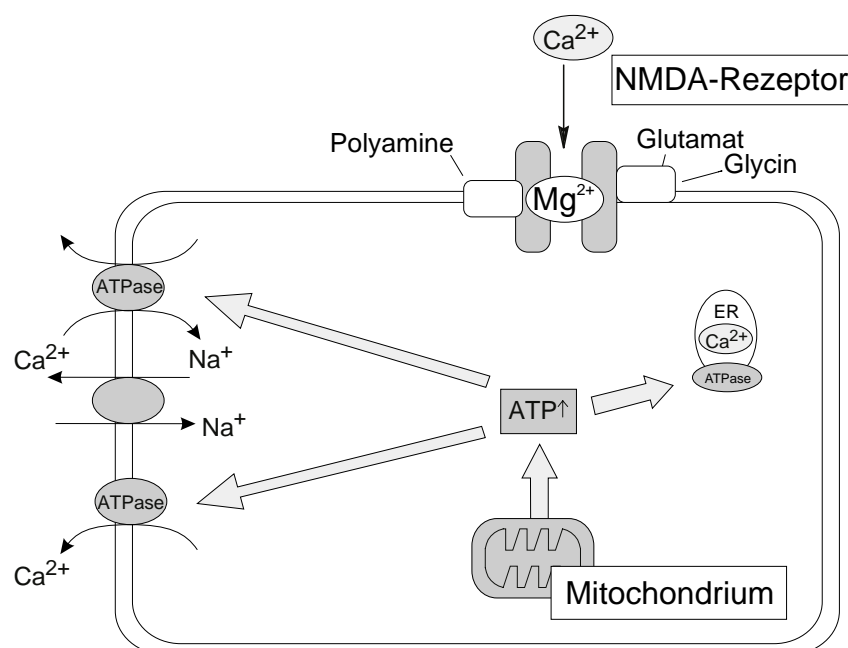 Ca2+
NMDA-Rezeptor
Polyamine
Glutamat
Glycin
Mg2+
ATPase
ER
Ca2+
ATPase
Ca2+
Na+
Na+
ATP↑
ATPase
Ca2+
Mitochondrium